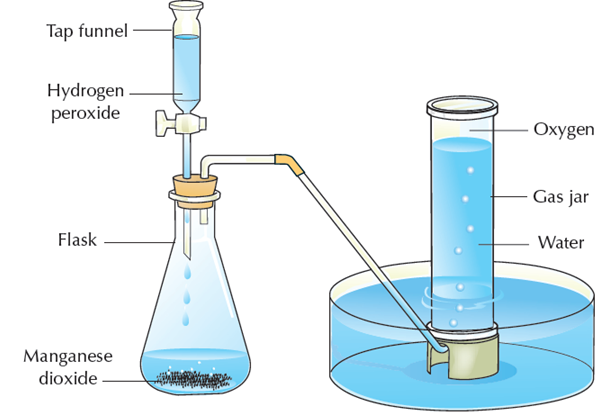 Tap funnel
Hydrogen
peroxide
Flask
Manganese
dioxide
Oxygen
Gas jar
Water